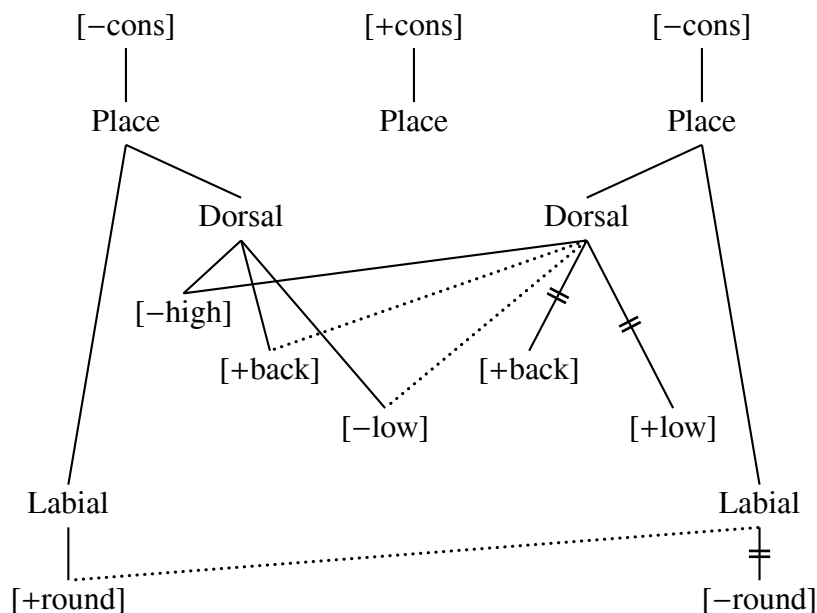 [−cons] [+cons] [−cons]
Place Place Place
Dorsal Dorsal
[−high]
[+back] [+back]
[−low] [+low]
Labial Labial
[+round] [−round]